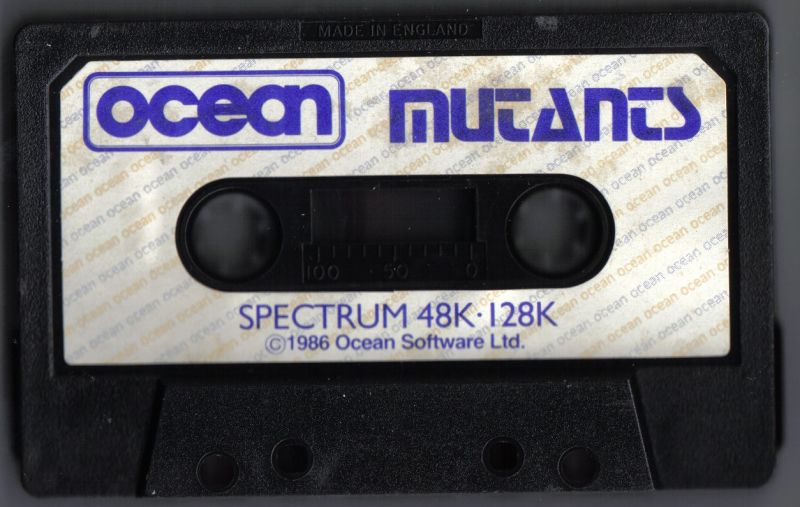 MADE IN ENGLAND
ocean
mutants
100 50 0
SPECTRUM 48K·128K
©1986 Ocean Software Ltd.